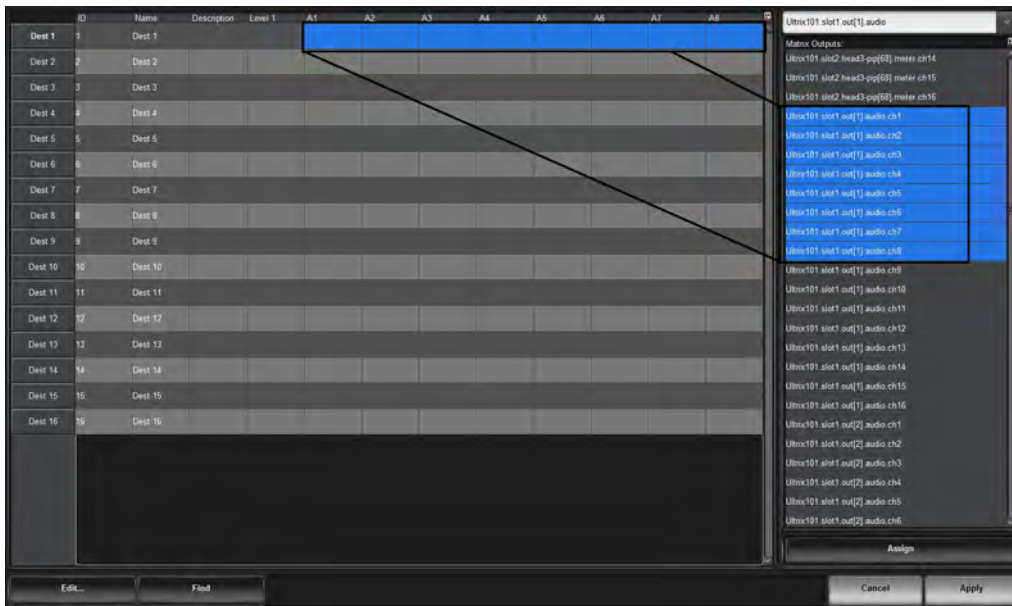 ID Name Description Level 1 A1 A2 A3 A4 A5 A6 A7 A8
Dest 1 1 Dest 1
Dest 2 2 Dest 2
Dest 3 3 Dest 3
Dest 4 4 Dest 4
Dest 5 5 Dest 5
Dest 6 6 Dest 6
Dest 7 7 Dest 7
Dest 8 8 Dest 8
Dest 9 9 Dest 9
Dest 10 10 Dest 10
Dest 11 11 Dest 11
Dest 12 12 Dest 12
Dest 13 13 Dest 13
Dest 14 14 Dest 14
Dest 15 15 Dest 15
Dest 16 16 Dest 16
Ultrix101.slot1.out[1].audio
Matrix Outputs:
Ultrix101.slot2.head3-pip[68].meter.ch14
Ultrix101.slot2.head3-pip[68].meter.ch15
Ultrix101.slot2.head3-pip[68].meter.ch16
Ultrix101.slot1.out[1].audio.ch1
Ultrix101.slot1.out[1].audio.ch2
Ultrix101.slot1.out[1].audio.ch3
Ultrix101.slot1.out[1].audio.ch4
Ultrix101.slot1.out[1].audio.ch5
Ultrix101.slot1.out[1].audio.ch6
Ultrix101.slot1.out[1].audio.ch7
Ultrix101.slot1.out[1].audio.ch8
Ultrix101.slot1.out[1].audio.ch9
Ultrix101.slot1.out[1].audio.ch10
Ultrix101.slot1.out[1].audio.ch11
Ultrix101.slot1.out[1].audio.ch12
Ultrix101.slot1.out[1].audio.ch13
Ultrix101.slot1.out[1].audio.ch14
Ultrix101.slot1.out[1].audio.ch15
Ultrix101.slot1.out[1].audio.ch16
Ultrix101.slot1.out[2].audio.ch1
Ultrix101.slot1.out[2].audio.ch2
Ultrix101.slot1.out[2].audio.ch3
Ultrix101.slot1.out[2].audio.ch4
Ultrix101.slot1.out[2].audio.ch5
Ultrix101.slot1.out[2].audio.ch6
Assign
Edit... Find Cancel Apply